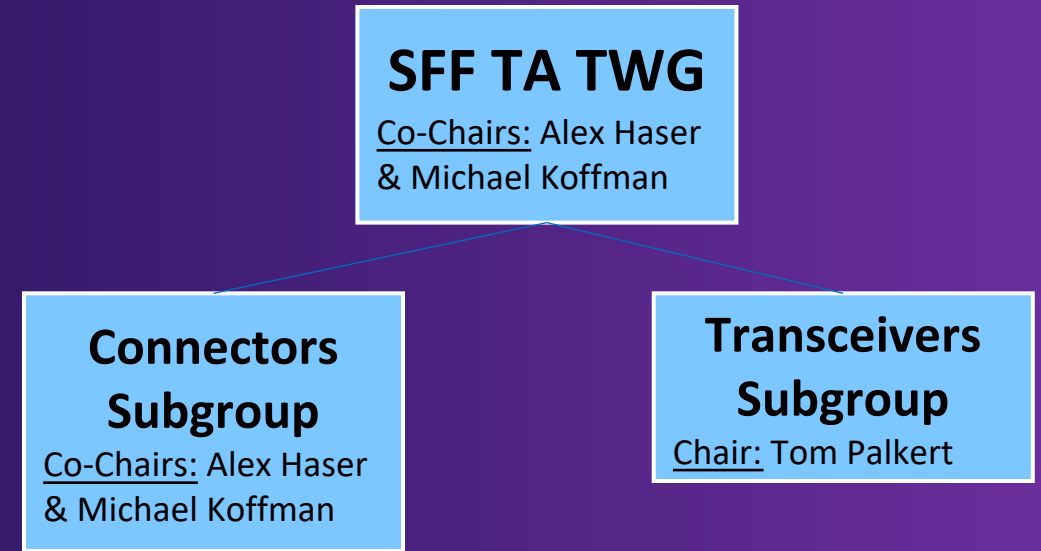 SFF TA TWG
Co-Chairs: Alex Haser
& Michael Koffman
Connectors
Subgroup
Co-Chairs: Alex Haser
& Michael Koffman
Transceivers
Subgroup
Chair: Tom Palkert